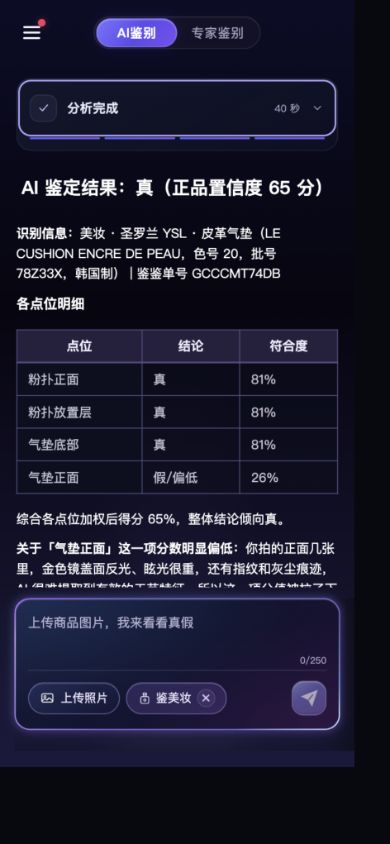 AI鉴别 专家鉴别
分析完成 40 秒
AI 鉴定结果：真（正品置信度 65 分）
识别信息：美妆 · 圣罗兰 YSL · 皮革气垫（LE
CUSHION ENCRE DE PEAU，色号 20，批号
78Z33X，韩国制）｜鉴鉴单号 GCCCMT74DB
各点位明细
点位 结论 符合度
粉扑正面 真 81%
粉扑放置层 真 81%
气垫底部 真 81%
气垫正面 假/偏低 26%
综合各点位加权后得分 65%，整体结论倾向真。
关于「气垫正面」这一项分数明显偏低：你拍的正面几张
里，金色镜盖面反光、眩光很重，还有指纹和灰尘痕迹，
上传商品图片，我来看看真假
0/250
上传照片 鉴美妆